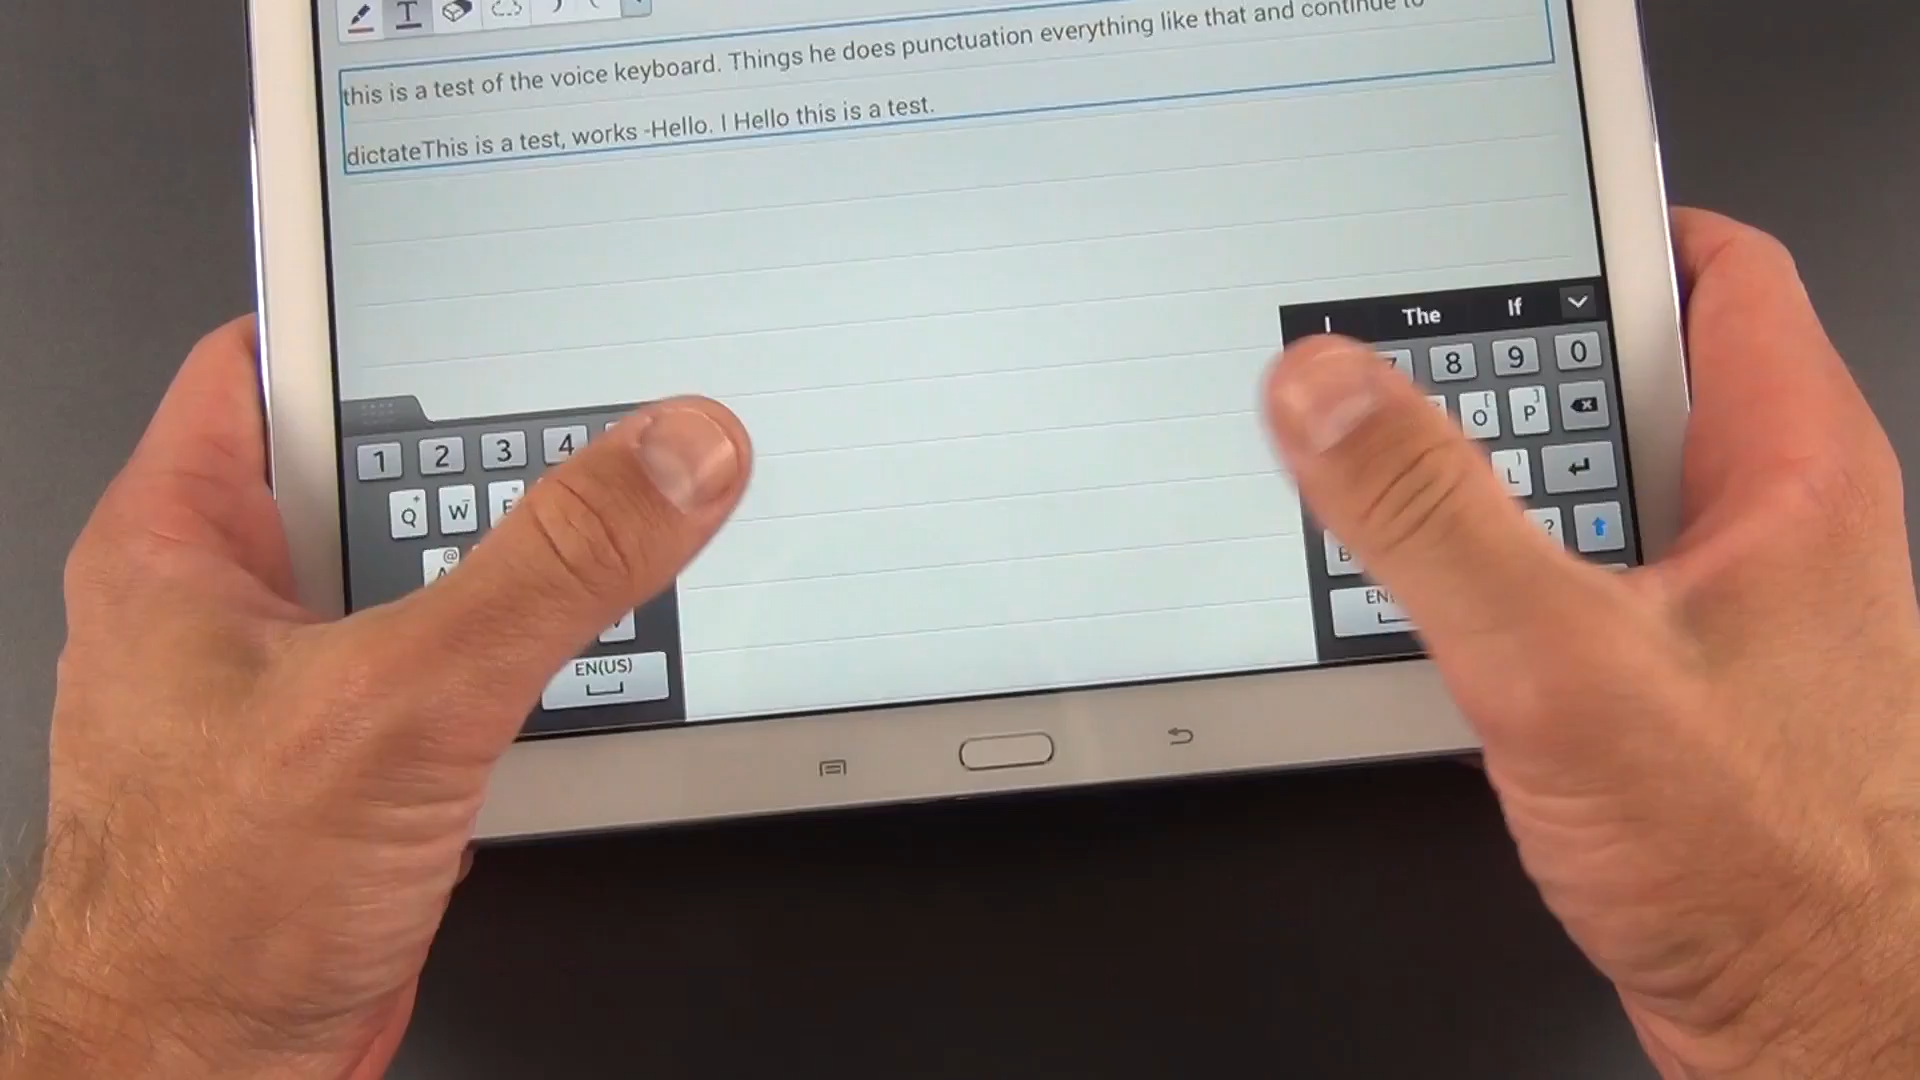 this is a test of the voice keyboard. Things he does punctuation everything like that and continue to
dictateThis is a test, works -Hello. I Hello this is a test.
I The If
1 2 3 4
7 8 9 0
Q W E
O P
@
L
?
B
EN(US)